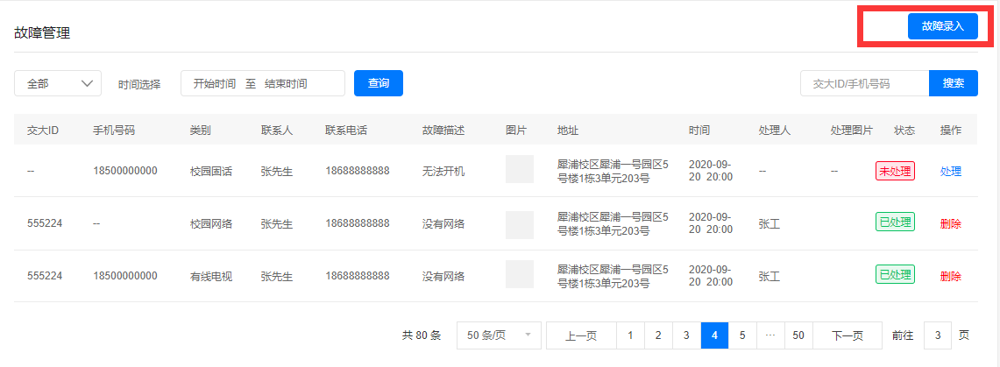 故障管理
故障录入
全部 时间选择 开始时间 至 结束时间 查询 交大ID/手机号码 搜索
交大ID 手机号码 类别 联系人 联系电话 故障描述 图片 地址 时间 处理人 处理图片 状态 操作
-- 18500000000 校园固话 张先生 18688888888 无法开机 犀浦校区犀浦一号园区5 2020-09- -- -- 未处理 处理
号楼1栋3单元203号 20 20:00
555224 -- 校园网络 张先生 18688888888 没有网络 犀浦校区犀浦一号园区5 2020-09- 张工 已处理 删除
号楼1栋3单元203号 20 20:00
555224 18500000000 有线电视 张先生 18688888888 没有网络 犀浦校区犀浦一号园区5 2020-09- 张工 已处理 删除
号楼1栋3单元203号 20 20:00
共 80 条 50 条/页 上一页 1 2 3 4 5 ··· 50 下一页 前往 3 页